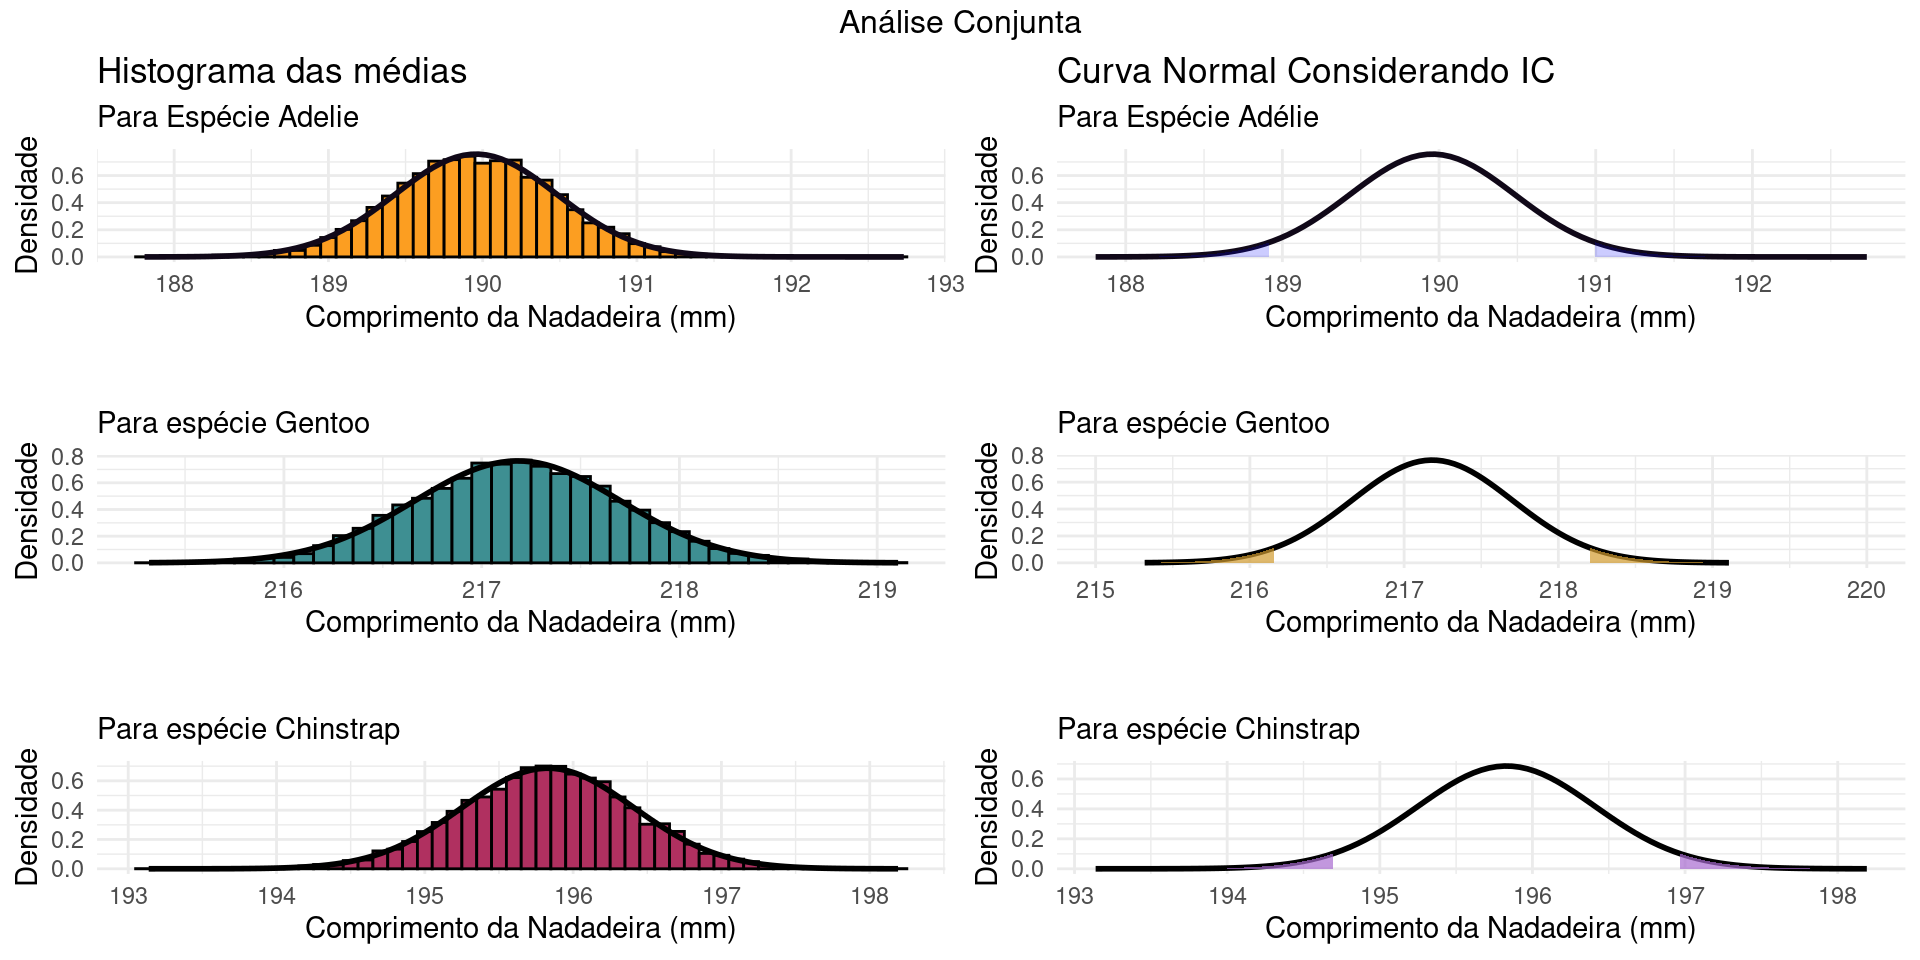 Análise Conjunta
Histograma das médias
Para Espécie Adelie
Densidade
0.6
0.4
0.2
0.0
188 189 190 191 192 193
Comprimento da Nadadeira (mm)
Curva Normal Considerando IC
Para Espécie Adélie
Densidade
0.6
0.4
0.2
0.0
188 189 190 191 192
Comprimento da Nadadeira (mm)
Para espécie Gentoo
Densidade
0.8
0.6
0.4
0.2
0.0
216 217 218 219
Comprimento da Nadadeira (mm)
Para espécie Gentoo
Densidade
0.8
0.6
0.4
0.2
0.0
215 216 217 218 219 220
Comprimento da Nadadeira (mm)
Para espécie Chinstrap
Densidade
0.6
0.4
0.2
0.0
193 194 195 196 197 198
Comprimento da Nadadeira (mm)
Para espécie Chinstrap
Densidade
0.6
0.4
0.2
0.0
193 194 195 196 197 198
Comprimento da Nadadeira (mm)